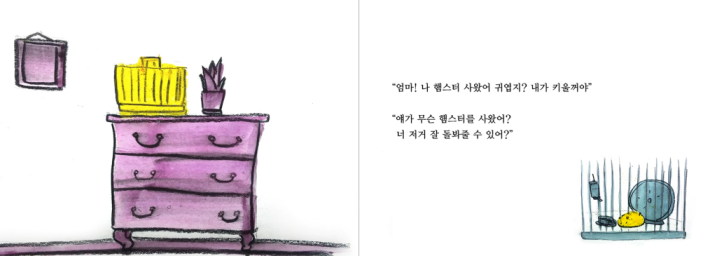 “엄마! 나 햄스터 사왔어 귀엽지? 내가 키울꺼야”
“얘가 무슨 햄스터를 사왔어?
너 저거 잘 돌봐줄 수 있어?”